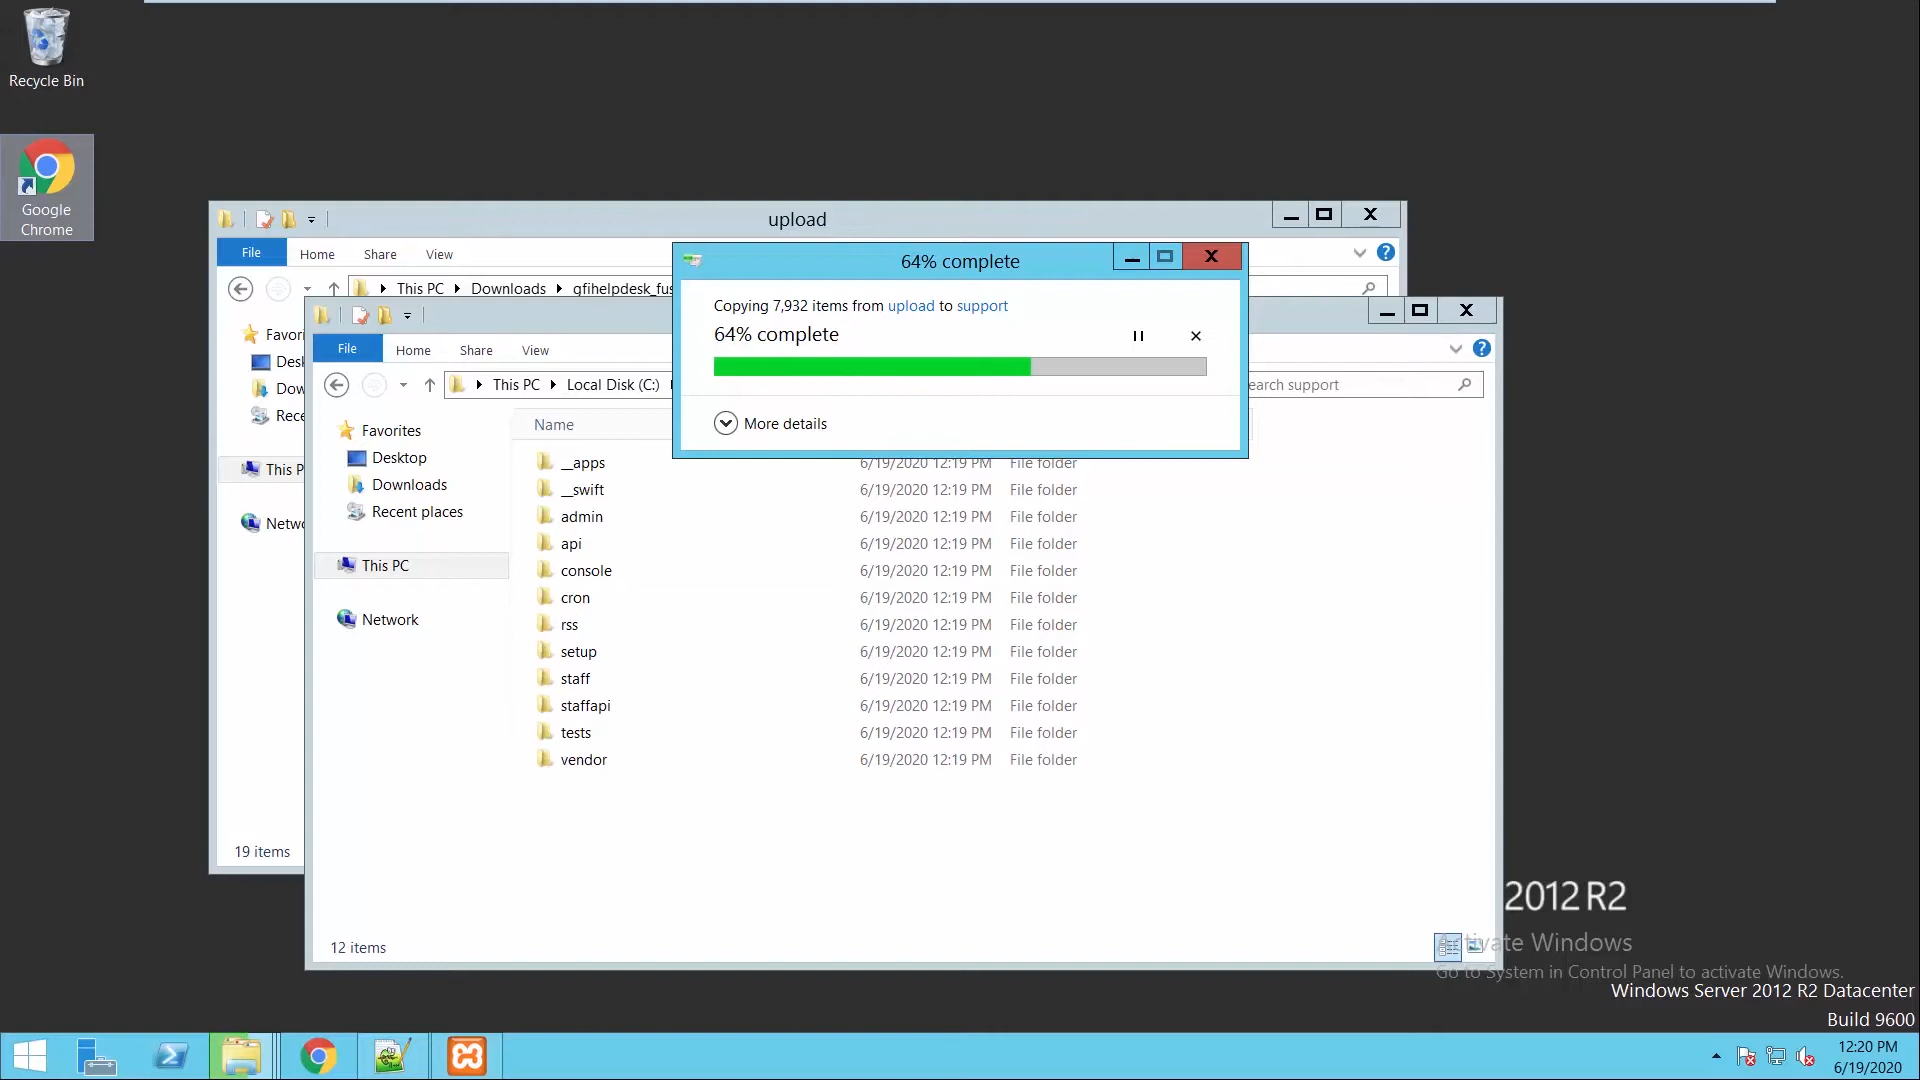 Recycle Bin
Google
Chrome
upload
File
Home
Share
View
This PC
Downloads
gfihelpdesk_fus
64% complete
Copying 7,932 items from upload to support
64% complete
More details
File
Home
Share
View
This PC
Local Disk (C:)
earch support
Favori
Desk
Dow
Rece
This P
Netwo
19 items
Favorites
Desktop
Downloads
Recent places
This PC
Network
Name
__apps 6/19/2020 12:19 PM File folder
__swift 6/19/2020 12:19 PM File folder
admin 6/19/2020 12:19 PM File folder
api 6/19/2020 12:19 PM File folder
console 6/19/2020 12:19 PM File folder
cron 6/19/2020 12:19 PM File folder
rss 6/19/2020 12:19 PM File folder
setup 6/19/2020 12:19 PM File folder
staff 6/19/2020 12:19 PM File folder
staffapi 6/19/2020 12:19 PM File folder
tests 6/19/2020 12:19 PM File folder
vendor 6/19/2020 12:19 PM File folder
12 items
2012 R2
Activate Windows
Go to System in Control Panel to activate Windows.
Windows Server 2012 R2 Datacenter
Build 9600
12:20 PM
6/19/2020